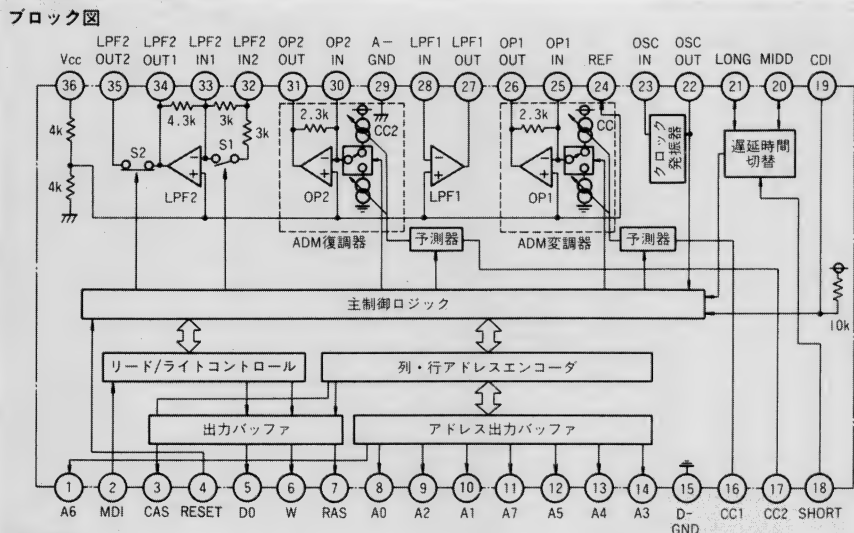 ブロック図
Vcc LPF2 OUT2 LPF2 OUT1 LPF2 IN1 LPF2 IN2 OP2 OUT OP2 IN A-GND LPF1 IN LPF1 OUT OP1 OUT OP1 IN REF OSC IN OSC OUT LONG MIDD CDI
36 35 34 33 32 31 30 29 28 27 26 25 24 23 22 21 20 19
4k
4k
4.3k
3k
3k
S2
S1
LPF2
2.3k
CC2
OP2
ADM復調器
LPF1
2.3k
CC
OP1
ADM変調器
クロック発振器
遅延時間
切替
予測器
予測器
主制御ロジック
10k
リード/ライトコントロール
列・行アドレスエンコーダ
出力バッファ
アドレス出力バッファ
1 2 3 4 5 6 7 8 9 10 11 12 13 14 15 16 17 18
A6 MDI CAS RESET D0 W RAS A0 A2 A1 A7 A5 A4 A3 D-GND CC1 CC2 SHORT